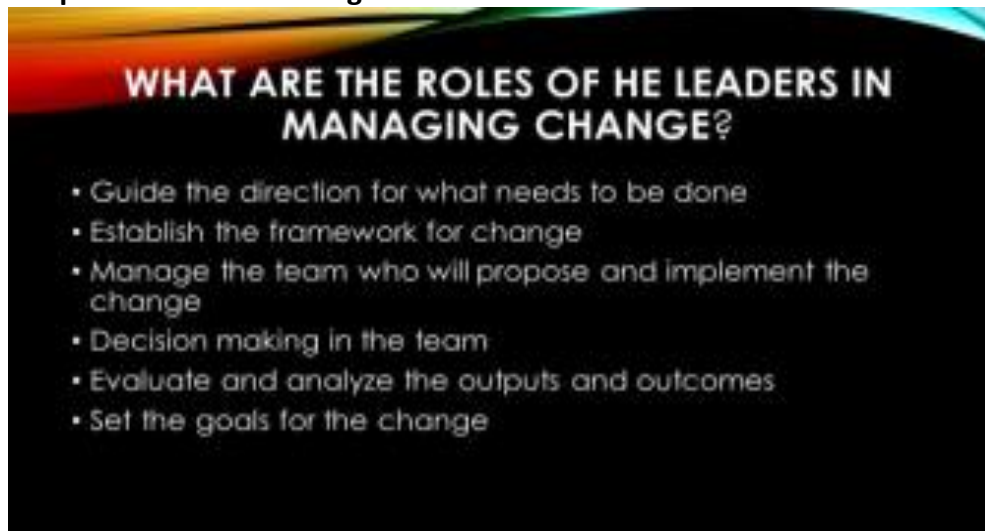 WHAT ARE THE ROLES OF HE LEADERS IN
MANAGING CHANGE?
▪ Guide the direction for what needs to be done
▪ Establish the framework for change
▪ Manage the team who will propose and implement the
change
▪ Decision making in the team
▪ Evaluate and analyze the outputs and outcomes
▪ Set the goals for the change